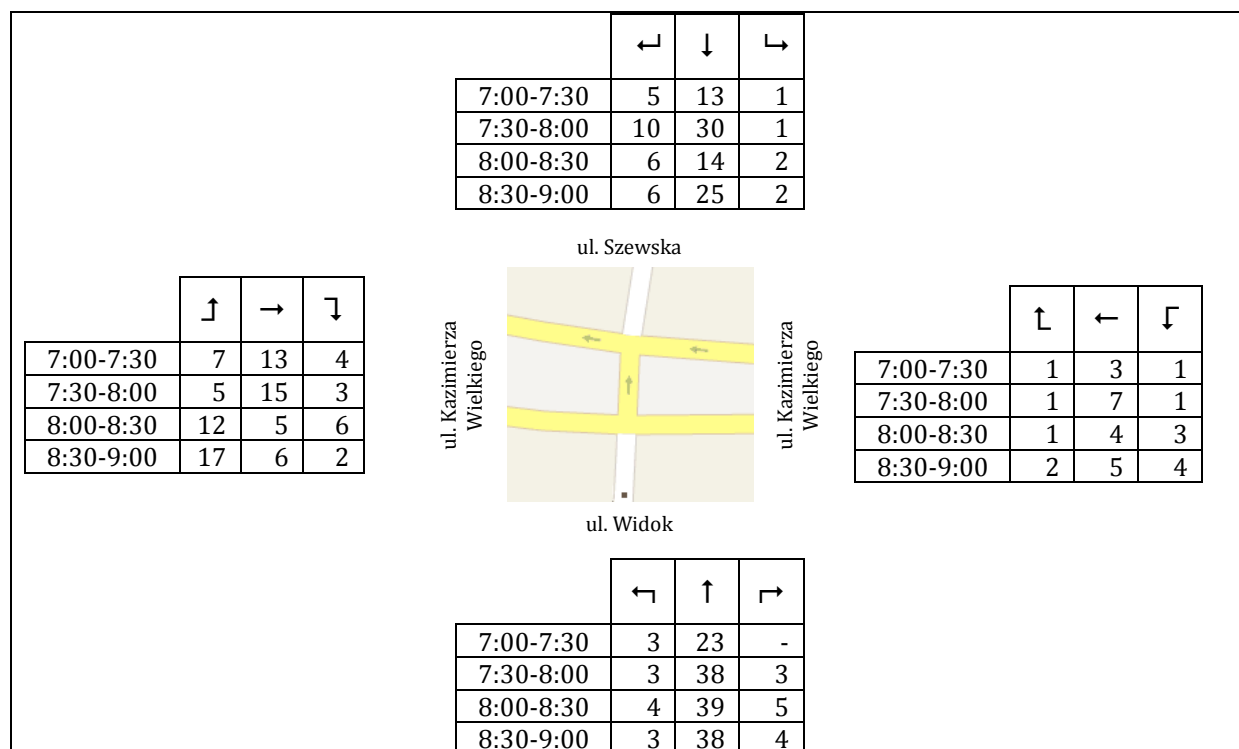 ↵ ↓ ↳
7:00-7:30 5 13 1
7:30-8:00 10 30 1
8:00-8:30 6 14 2
8:30-9:00 6 25 2
ul. Szewska
⮥ → ⮧
7:00-7:30 7 13 4
7:30-8:00 5 15 3
8:00-8:30 12 5 6
8:30-9:00 17 6 2
ul. Kazimierza
Wielkiego
ul. Kazimierza
Wielkiego
⮤ ← ⮦
7:00-7:30 1 3 1
7:30-8:00 1 7 1
8:00-8:30 1 4 3
8:30-9:00 2 5 4
ul. Widok
↰ ↑ ↱
7:00-7:30 3 23 -
7:30-8:00 3 38 3
8:00-8:30 4 39 5
8:30-9:00 3 38 4